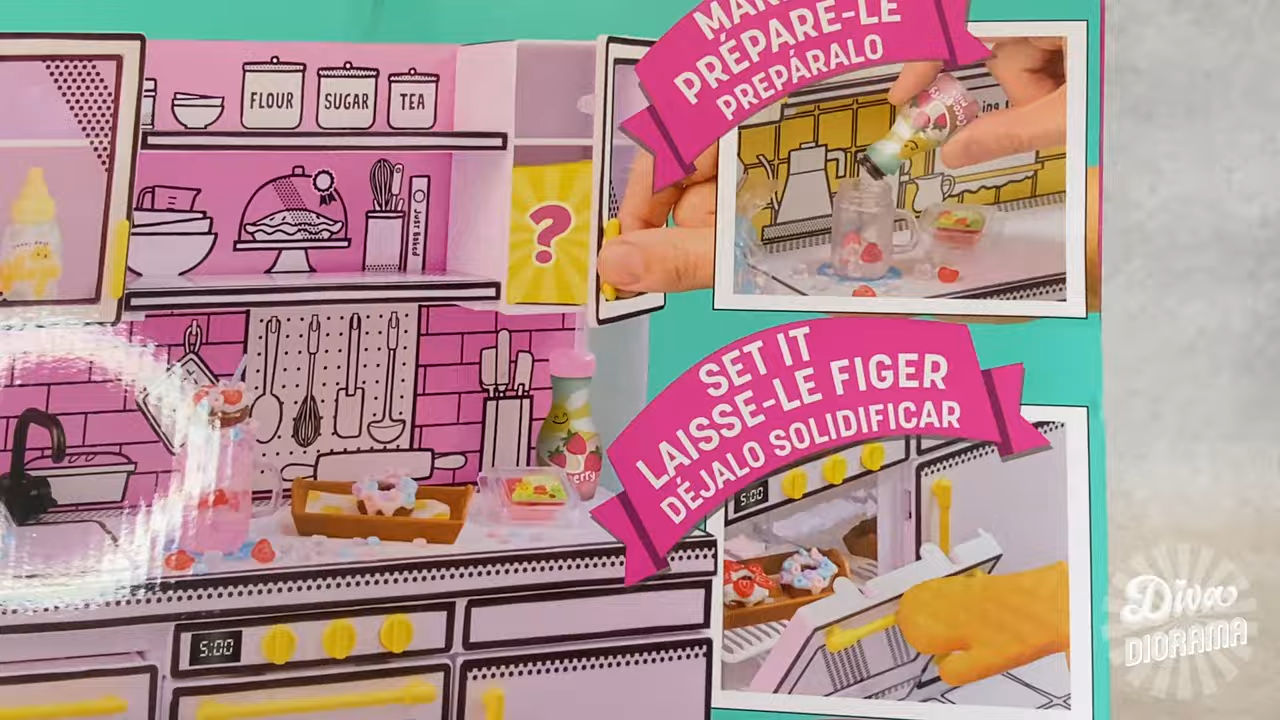 PRÉPARE-LE
PREPÁRALO
FLOUR
SUGAR
TEA
Just Baked
?
SET IT
LAISSE-LE FIGER
DÉJALO SOLIDIFICAR
5:00
5:00
Diva
DIORAMA